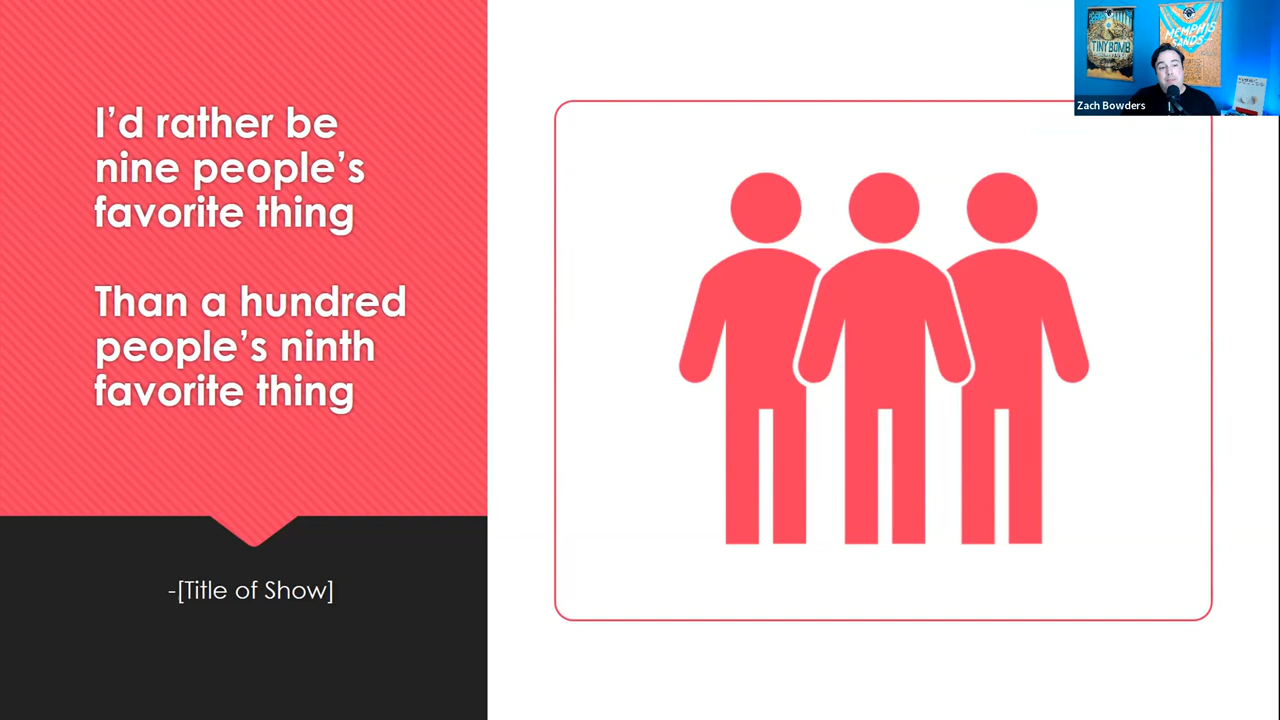 I’d rather be
nine people’s
favorite thing
Than a hundred
people’s ninth
favorite thing
-[Title of Show]
TINY BOMB
MEMPHIS
SANDS
Zach Bowders